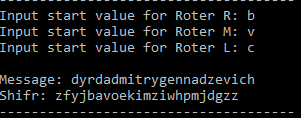 Input start value for Roter R: b
Input start value for Roter M: v
Input start value for Roter L: c
Message: dyrdadmitrygennadzevich
Shifr: zfyjbavoekimziwhpmjdgzz